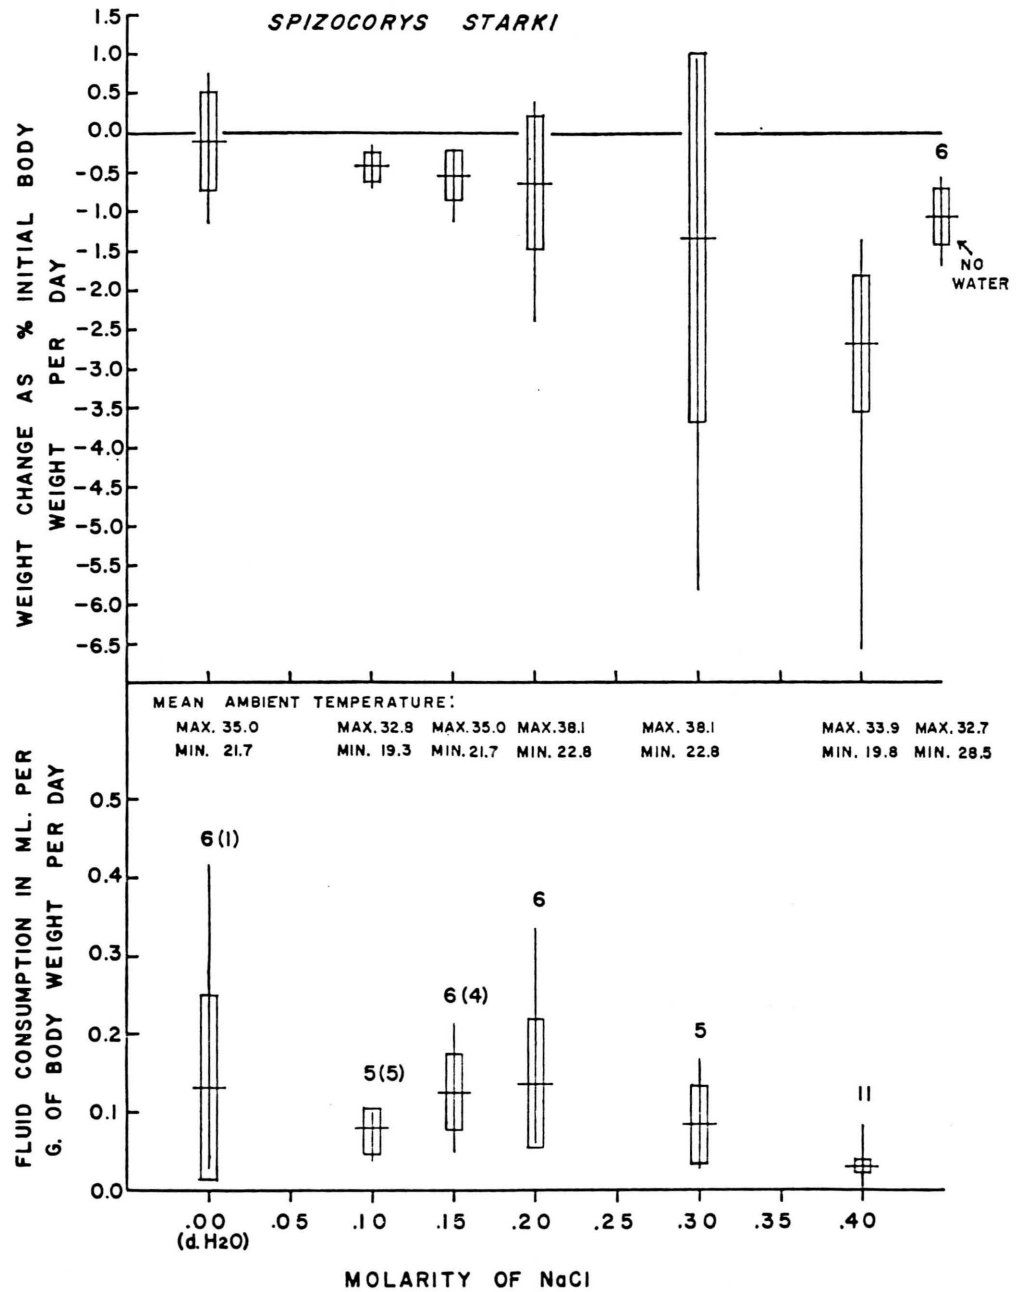 SPIZOCORYS STARKI
WEIGHT CHANGE AS % INITIAL BODY
WEIGHT PER DAY
1.5
1.0
0.5
0.0
-0.5
-1.0
-1.5
-2.0
-2.5
-3.0
-3.5
-4.0
-4.5
-5.0
-5.5
-6.0
-6.5
6
NO
WATER
MEAN AMBIENT TEMPERATURE:
MAX. 35.0 MAX. 32.8 MAX. 35.0 MAX. 38.1 MAX. 38.1 MAX. 33.9 MAX. 32.7
MIN. 21.7 MIN. 19.3 MIN. 21.7 MIN. 22.8 MIN. 22.8 MIN. 19.8 MIN. 28.5
FLUID CONSUMPTION IN ML. PER
G. OF BODY WEIGHT PER DAY
0.5
0.4
0.3
0.2
0.1
0.0
6(1)
5(5)
6(4)
6
5
11
.00 .05 .10 .15 .20 .25 .30 .35 .40
(d. H2O)
MOLARITY OF NaCl